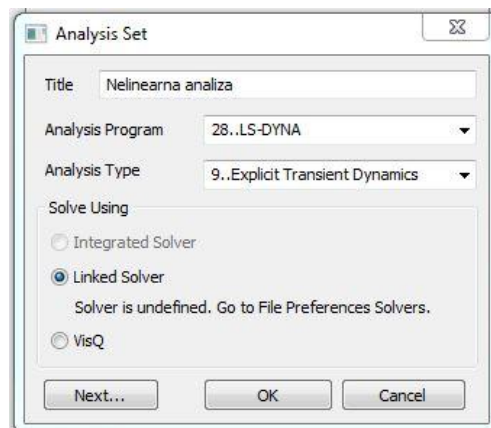 Analysis Set
Title Nelinearna analiza
Analysis Program 28..LS-DYNA
Analysis Type 9..Explicit Transient Dynamics
Solve Using
Integrated Solver
Linked Solver
Solver is undefined. Go to File Preferences Solvers.
VisQ
Next... OK Cancel